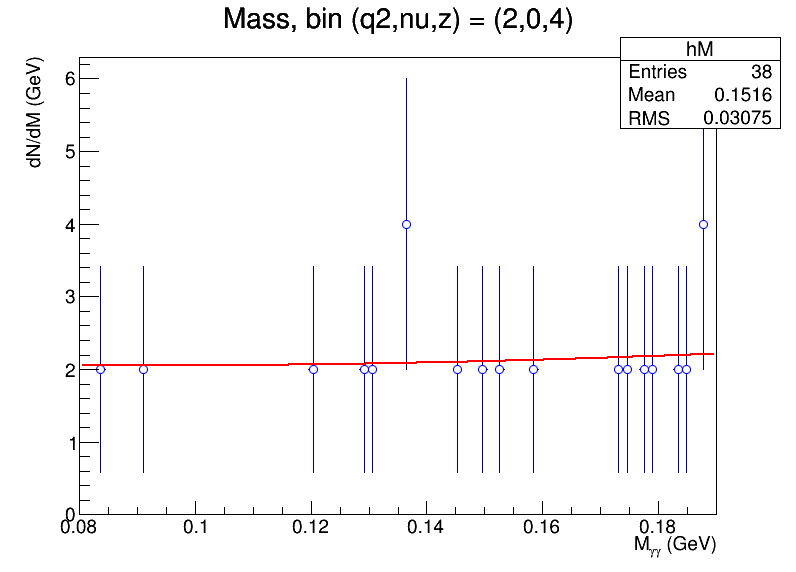 Mass, bin (q2,nu,z) = (2,0,4)
hM
Entries 38
Mean 0.1516
RMS 0.03075
dN/dM (GeV)
6
5
4
3
2
1
0
0.08 0.1 0.12 0.14 0.16 0.18
Mγγ (GeV)